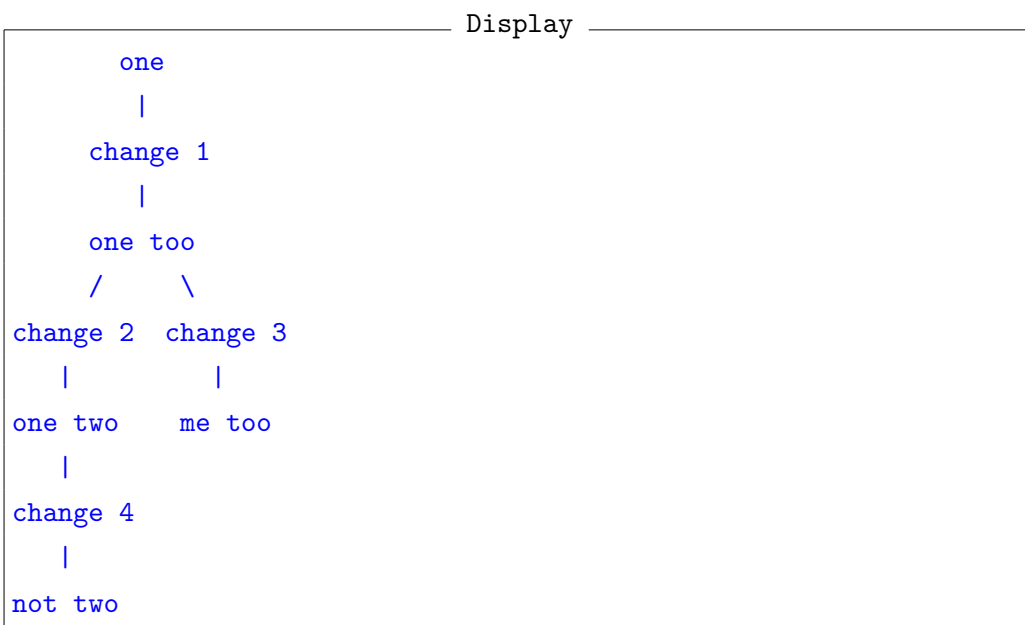 Display
one
|
change 1
|
one too
/ \
change 2 change 3
| |
one two me too
|
change 4
|
not two